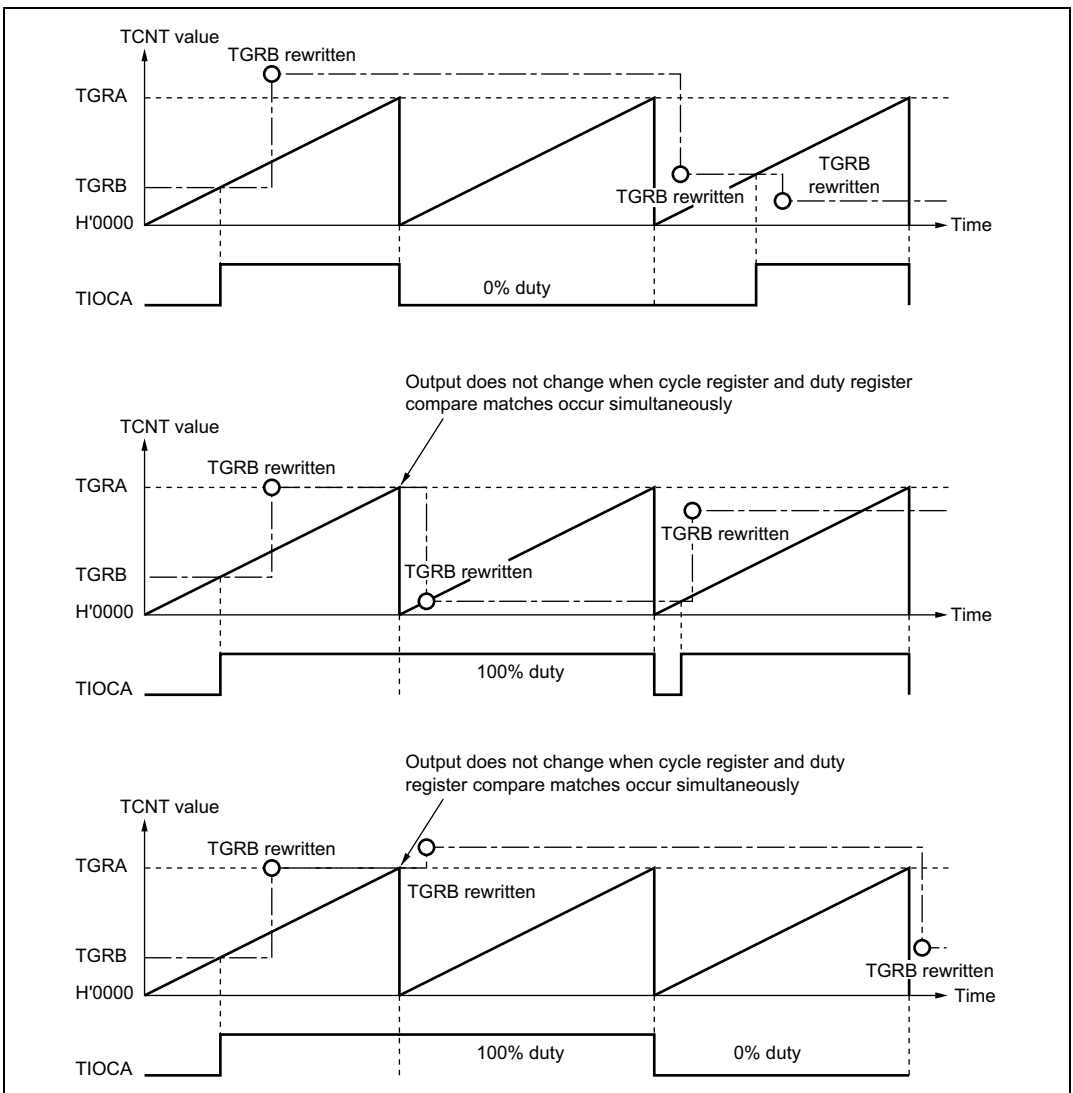 TCNT value
TGRB rewritten
TGRA
TGRB
rewritten
TGRB
TGRB rewritten
H'0000
Time
0% duty
TIOCA
Output does not change when cycle register and duty register
compare matches occur simultaneously
TCNT value
TGRB rewritten
TGRA
TGRB rewritten
TGRB rewritten
TGRB
H'0000
Time
100% duty
TIOCA
Output does not change when cycle register and duty
register compare matches occur simultaneously
TCNT value
TGRB rewritten
TGRA
TGRB rewritten
TGRB
TGRB rewritten
H'0000
Time
100% duty
0% duty
TIOCA